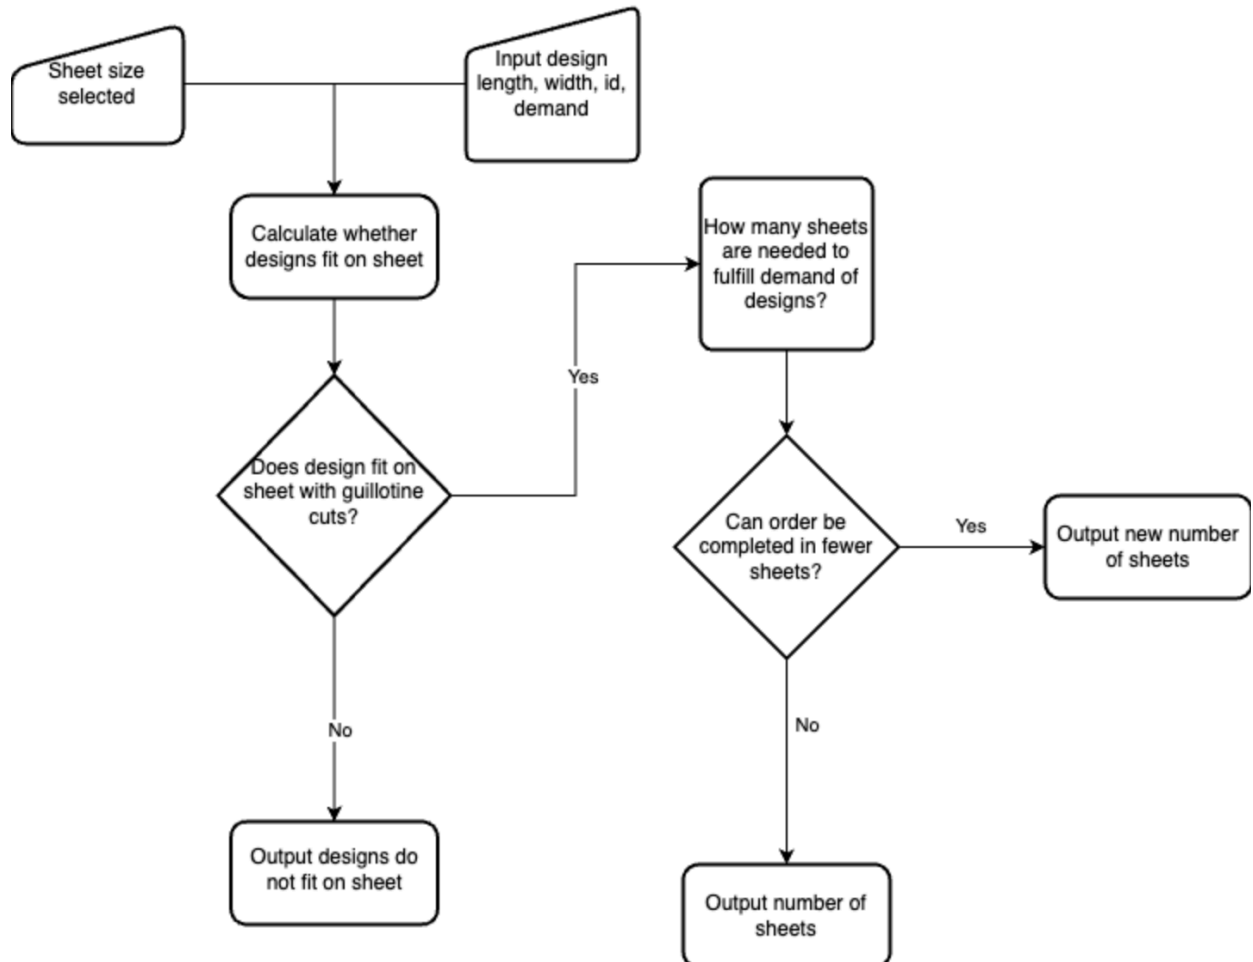 Sheet size
selected
Input design
length, width, id,
demand
Calculate whether
designs fit on sheet
How many sheets
are needed to
fulfill demand of
designs?
Yes
Does design fit on
sheet with guillotine
cuts?
Can order be
completed in fewer
sheets?
Yes
Output new number
of sheets
No
No
Output designs do
not fit on sheet
Output number of
sheets